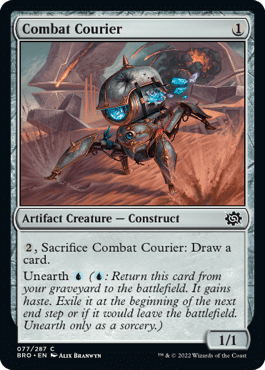 Combat Courier 1
Artifact Creature — Construct
2, Sacrifice Combat Courier: Draw a
card.
Unearth (: Return this card from
your graveyard to the battlefield. It gains
haste. Exile it at the beginning of the next
end step or if it would leave the battlefield.
Unearth only as a sorcery.)
1/1
077/287 C
BRO • EN Alix Branwyn ™ & © 2022 Wizards of the Coast